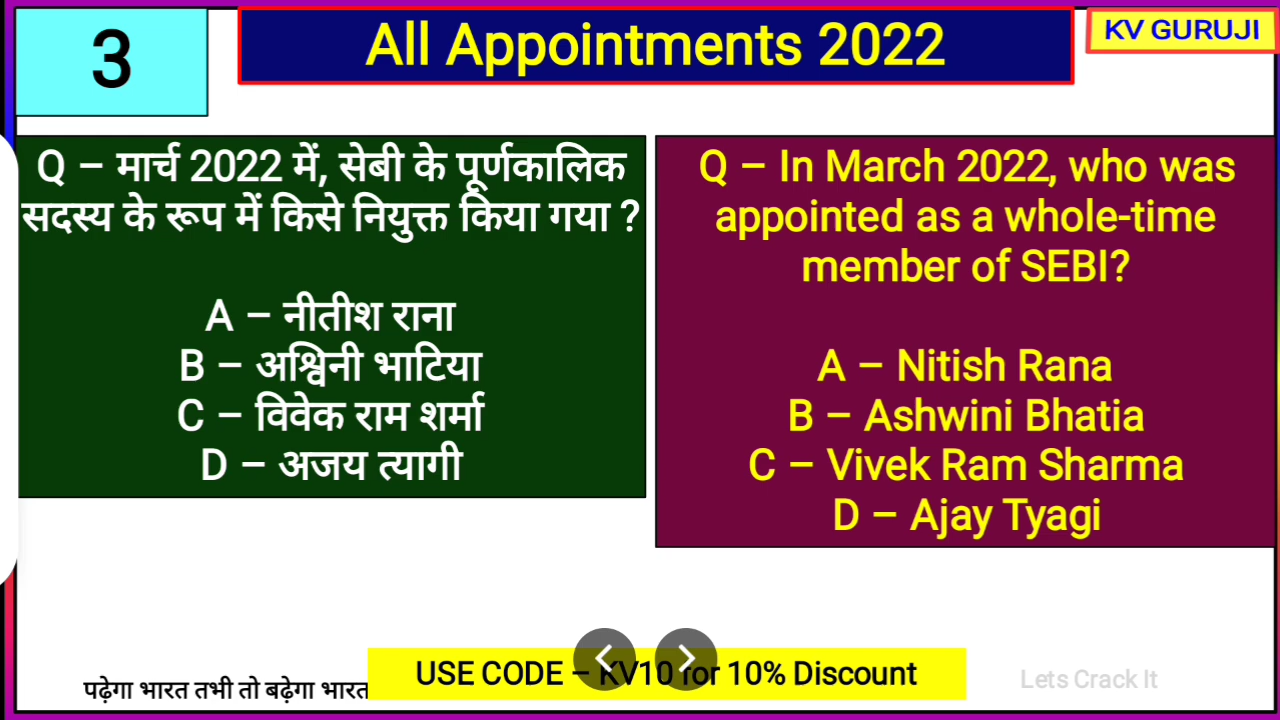 3
All Appointments 2022
KV GURUJI
Q – मार्च 2022 में, सेबी के पूर्णकालिक
सदस्य के रूप में किसे नियुक्त किया गया ?
A – नीतीश राना
B – अश्विनी भाटिया
C – विवेक राम शर्मा
D – अजय त्यागी
Q – In March 2022, who was
appointed as a whole-time
member of SEBI?
A – Nitish Rana
B – Ashwini Bhatia
C – Vivek Ram Sharma
D – Ajay Tyagi
पढ़ेगा भारत तभी तो बढ़ेगा भारत
USE CODE – KV10 for 10% Discount
Lets Crack It